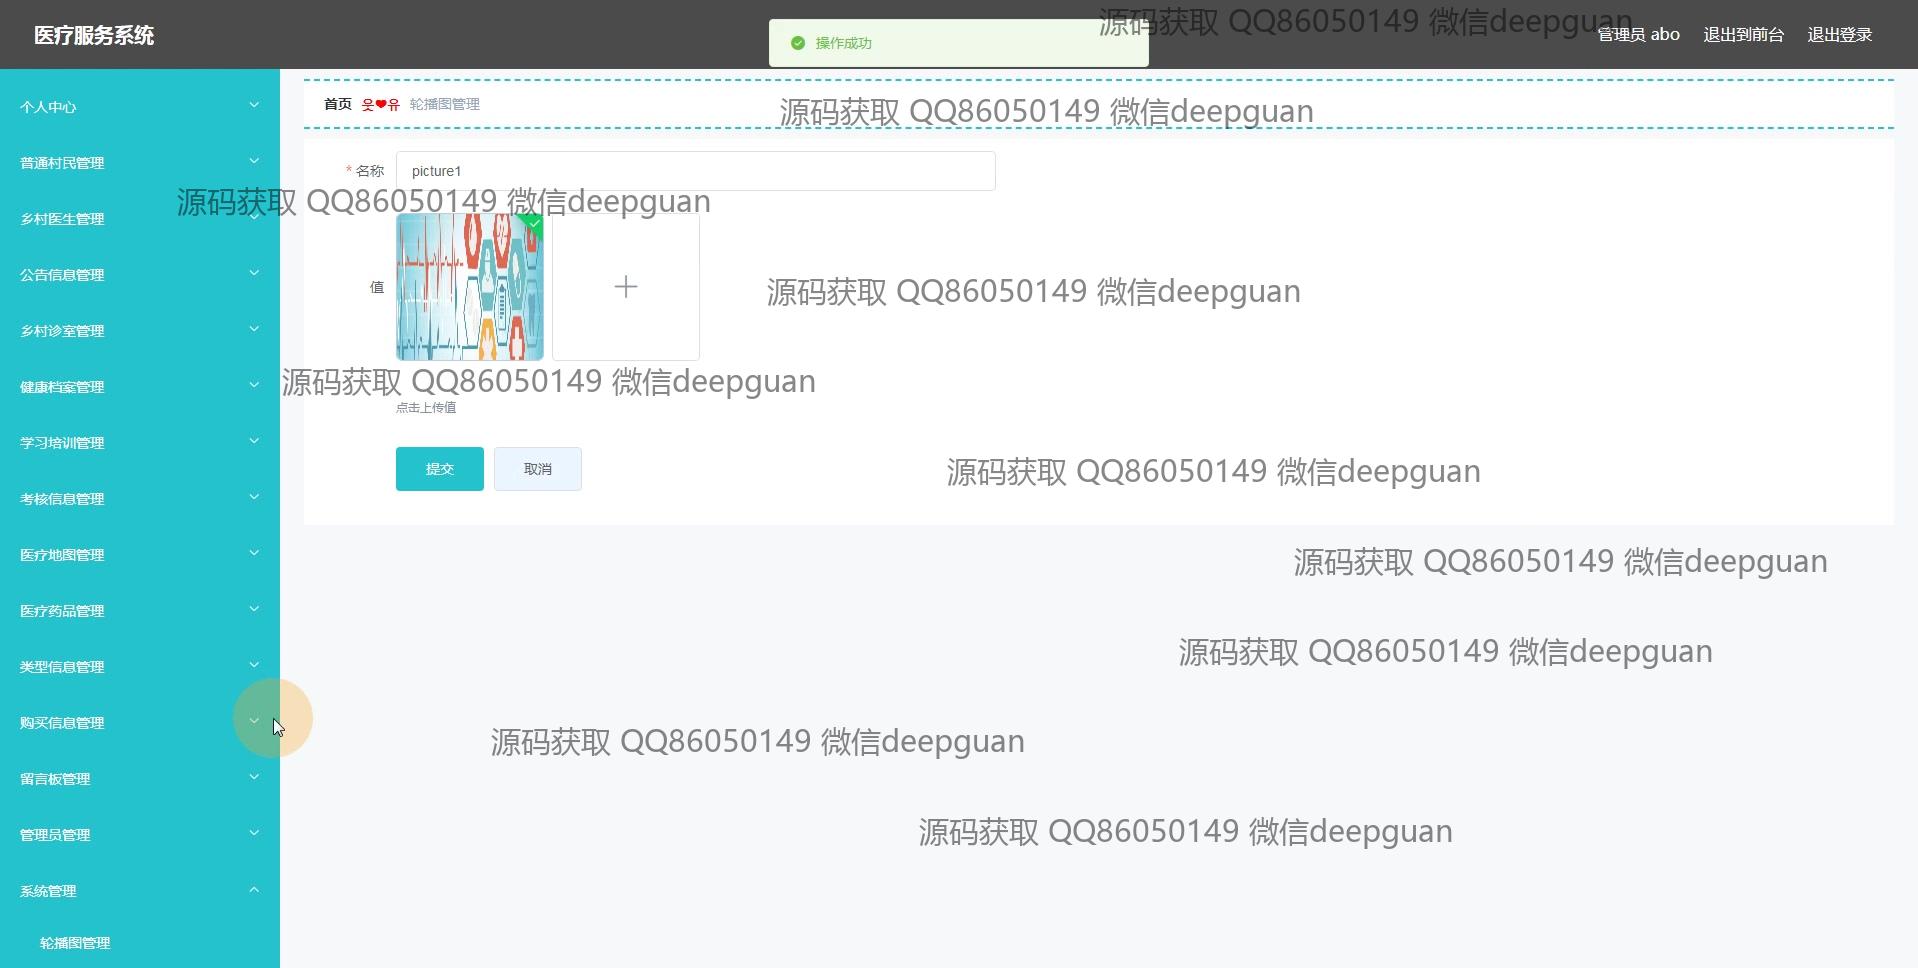 医疗服务系统
操作成功
源码获取 QQ86050149 微信deepguan
管理员 abo
退出到前台
退出登录
个人中心
首页 웃❤유 轮播图管理
源码获取 QQ86050149 微信deepguan
普通村民管理
* 名称
picture1
源码获取 QQ86050149 微信deepguan
乡村医生管理
公告信息管理
值
源码获取 QQ86050149 微信deepguan
乡村诊室管理
健康档案管理
源码获取 QQ86050149 微信deepguan
点击上传值
学习培训管理
提交
取消
源码获取 QQ86050149 微信deepguan
考核信息管理
医疗地图管理
源码获取 QQ86050149 微信deepguan
医疗药品管理
类型信息管理
源码获取 QQ86050149 微信deepguan
购买信息管理
源码获取 QQ86050149 微信deepguan
留言板管理
管理员管理
源码获取 QQ86050149 微信deepguan
系统管理
轮播图管理